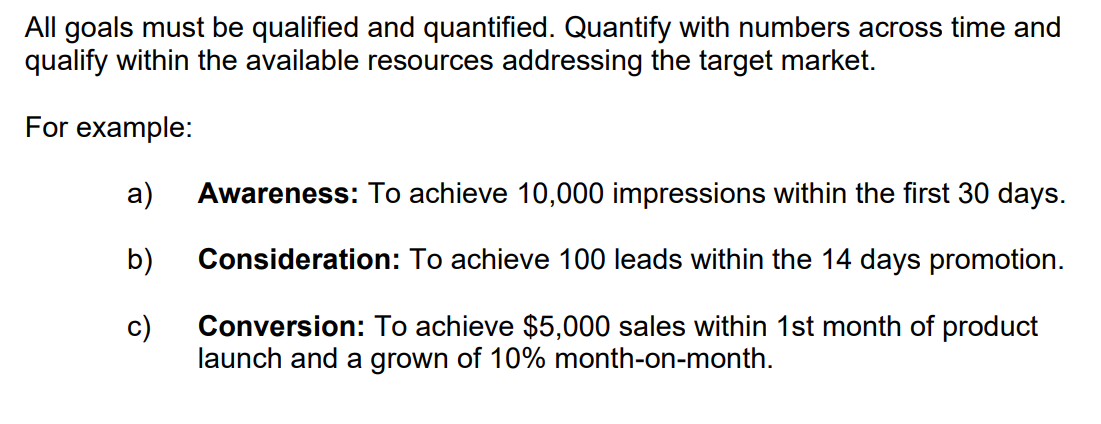 All goals must be qualified and quantified. Quantify with numbers across time and
qualify within the available resources addressing the target market.
For example:
a) Awareness: To achieve 10,000 impressions within the first 30 days.
b) Consideration: To achieve 100 leads within the 14 days promotion.
c) Conversion: To achieve $5,000 sales within 1st month of product
launch and a grown of 10% month-on-month.